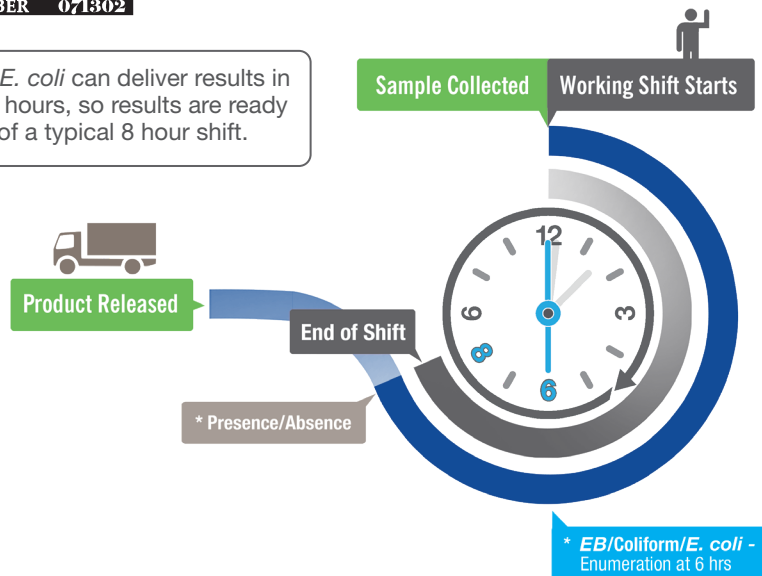 BER 071302
E. coli can deliver results in
hours, so results are ready
of a typical 8 hour shift.
Sample Collected
Working Shift Starts
Product Released
End of Shift
* Presence/Absence
12
3
6
8
9
* EB/Coliform/E. coli -
Enumeration at 6 hrs